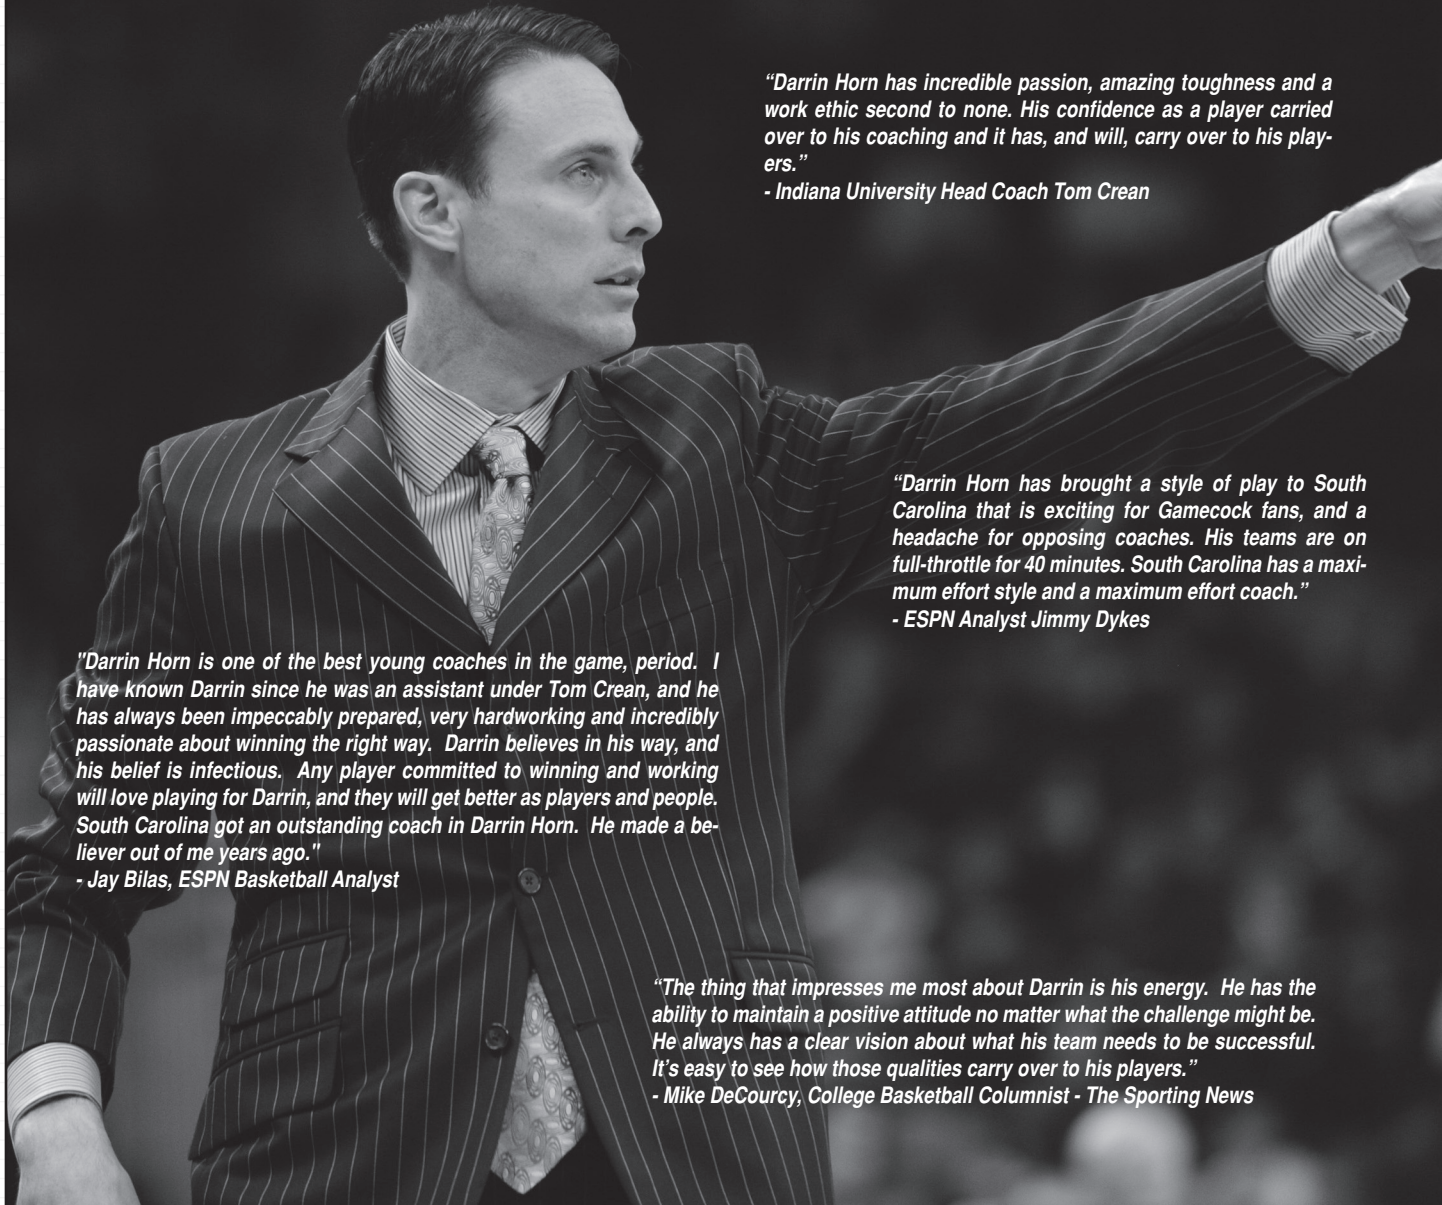 “Darrin Horn has incredible passion, amazing toughness and a
work ethic second to none. His confidence as a player carried
over to his coaching and it has, and will, carry over to his play-
ers.”
- Indiana University Head Coach Tom Crean
“Darrin Horn has brought a style of play to South
Carolina that is exciting for Gamecock fans, and a
headache for opposing coaches. His teams are on
full-throttle for 40 minutes. South Carolina has a maxi-
mum effort style and a maximum effort coach.”
- ESPN Analyst Jimmy Dykes
"Darrin Horn is one of the best young coaches in the game, period. I
have known Darrin since he was an assistant under Tom Crean, and he
has always been impeccably prepared, very hardworking and incredibly
passionate about winning the right way. Darrin believes in his way, and
his belief is infectious. Any player committed to winning and working
will love playing for Darrin, and they will get better as players and people.
South Carolina got an outstanding coach in Darrin Horn. He made a be-
liever out of me years ago."
- Jay Bilas, ESPN Basketball Analyst
“The thing that impresses me most about Darrin is his energy. He has the
ability to maintain a positive attitude no matter what the challenge might be.
He always has a clear vision about what his team needs to be successful.
It’s easy to see how those qualities carry over to his players.”
- Mike DeCourcy, College Basketball Columnist - The Sporting News